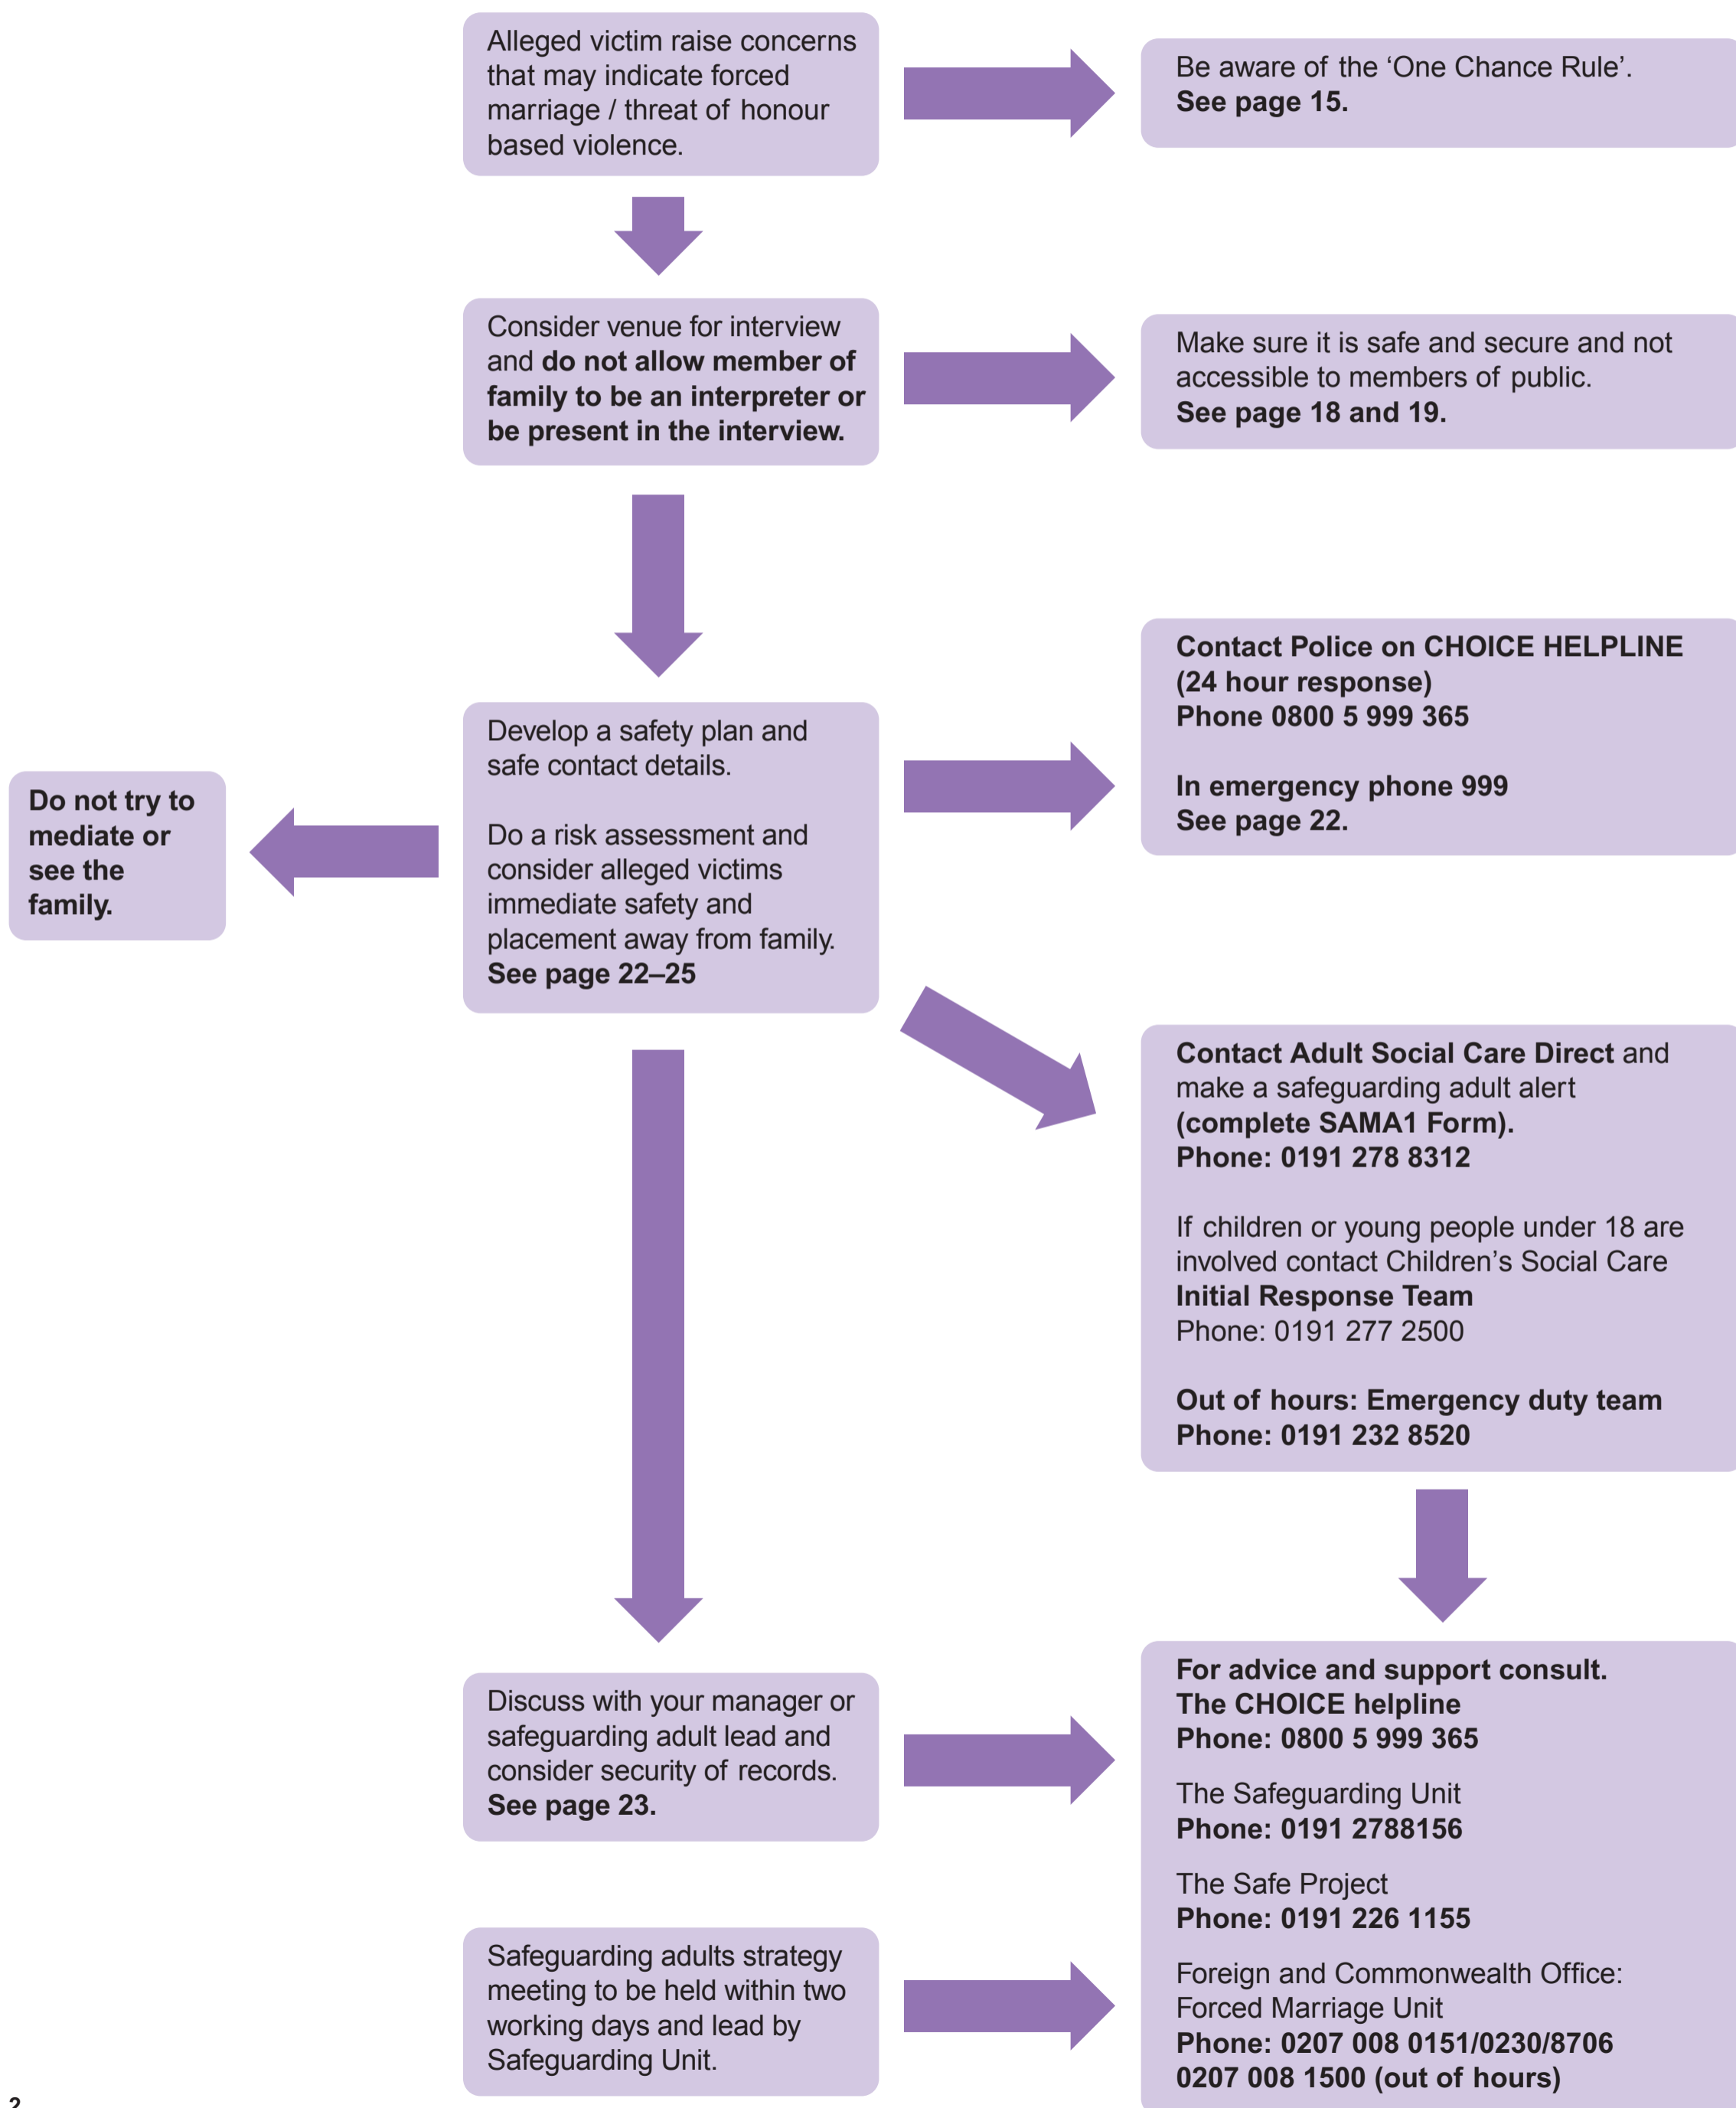 Alleged victim raise concerns
that may indicate forced
marriage / threat of honour
based violence.
Be aware of the ‘One Chance Rule’.
See page 15.
Consider venue for interview
and do not allow member of
family to be an interpreter or
be present in the interview.
Make sure it is safe and secure and not
accessible to members of public.
See page 18 and 19.
Do not try to
mediate or
see the
family.
Develop a safety plan and
safe contact details.
Do a risk assessment and
consider alleged victims
immediate safety and
placement away from family.
See page 22–25
Contact Police on CHOICE HELPLINE
(24 hour response)
Phone 0800 5 999 365
In emergency phone 999
See page 22.
Contact Adult Social Care Direct and
make a safeguarding adult alert
(complete SAMA1 Form).
Phone: 0191 278 8312
If children or young people under 18 are
involved contact Children’s Social Care
Initial Response Team
Phone: 0191 277 2500
Out of hours: Emergency duty team
Phone: 0191 232 8520
Discuss with your manager or
safeguarding adult lead and
consider security of records.
See page 23.
For advice and support consult.
The CHOICE helpline
Phone: 0800 5 999 365
The Safeguarding Unit
Phone: 0191 2788156
The Safe Project
Phone: 0191 226 1155
Foreign and Commonwealth Office:
Forced Marriage Unit
Phone: 0207 008 0151/0230/8706
0207 008 1500 (out of hours)
Safeguarding adults strategy
meeting to be held within two
working days and lead by
Safeguarding Unit.
2